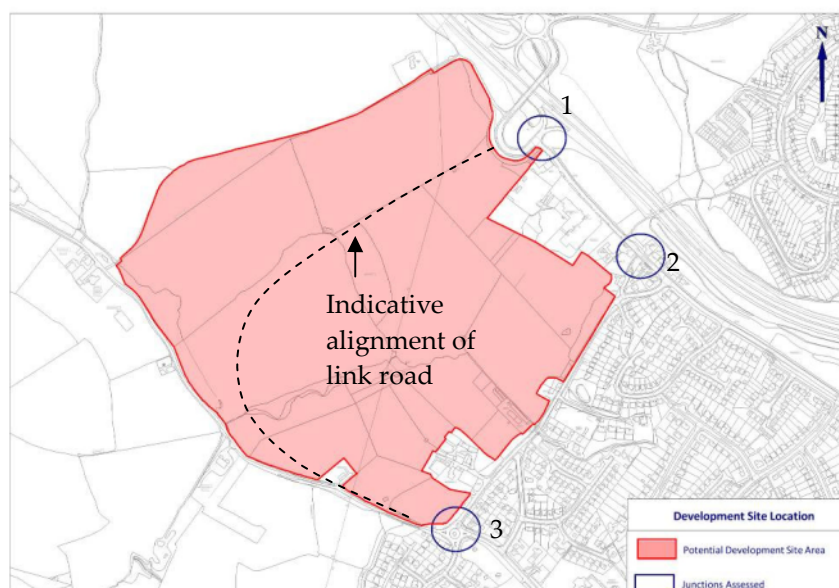 N
1
2
Indicative
alignment of
link road
3
Development Site Location
Potential Development Site Area
Junctions Assessed